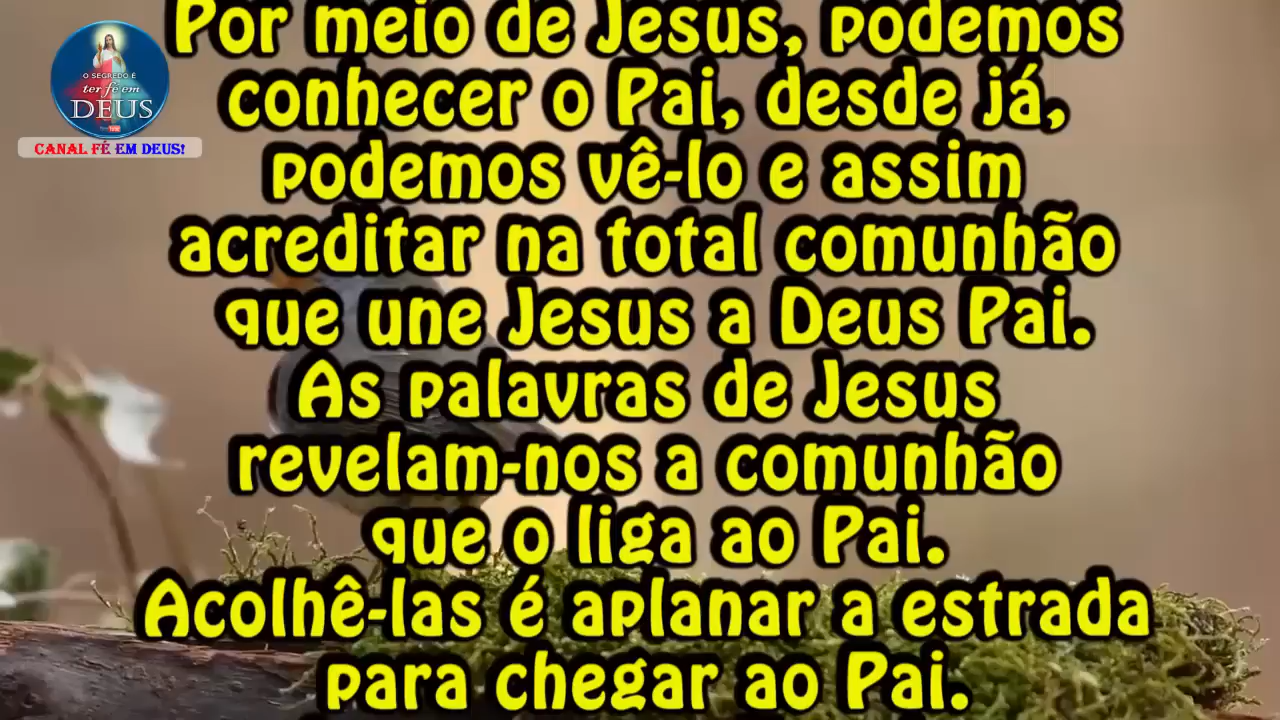 Por meio de Jesus, podemos
conhecer o Pai, desde já,
podemos vê-lo e assim
acreditar na total comunhão
que une Jesus a Deus Pai.
As palavras de Jesus
revelam-nos a comunhão
que o liga ao Pai.
Acolhê-las é aplanar a estrada
para chegar ao Pai.
O SEGREDO É
ter fé em
DEUS
CANAL FÉ EM DEUS!